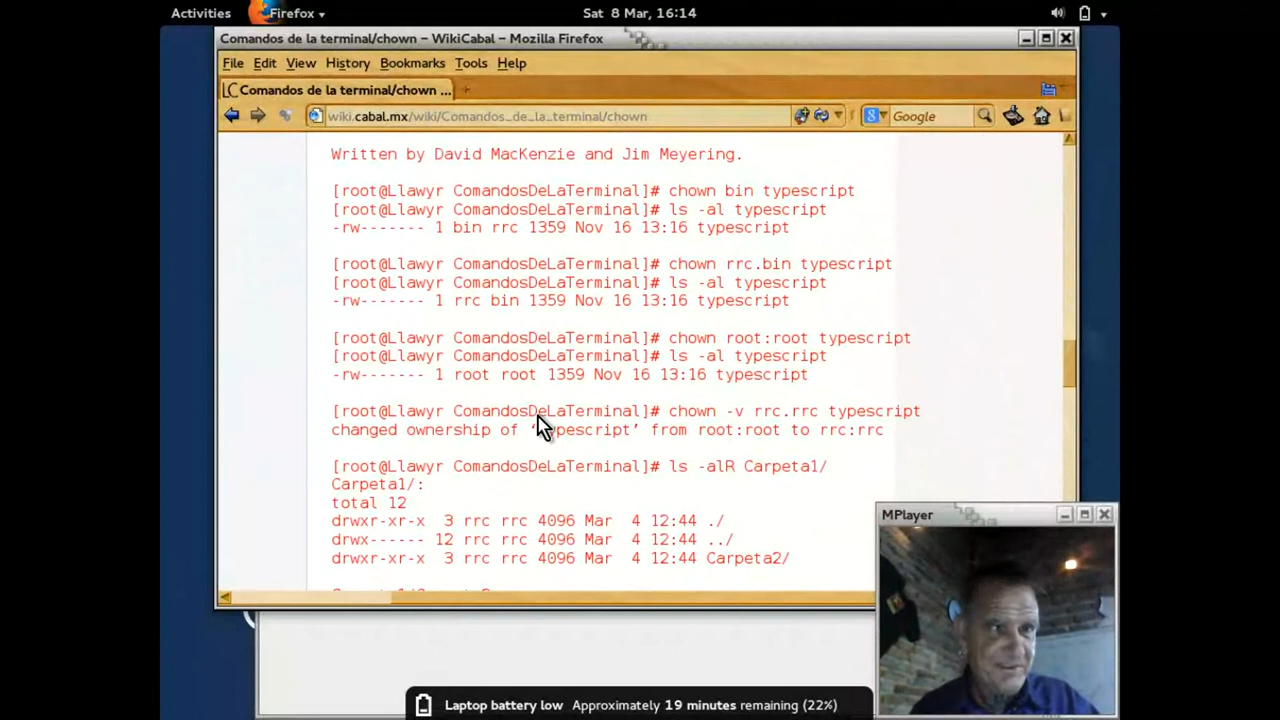 Activities Firefox Sat 8 Mar, 16:14
Comandos de la terminal/chown – WikiCabal – Mozilla Firefox
File Edit View History Bookmarks Tools Help
Comandos de la terminal/chown ...
wiki.cabal.mx/wiki/Comandos_de_la_terminal/chown Google
Written by David MacKenzie and Jim Meyering.
[root@Llawyr ComandosDeLaTerminal]# chown bin typescript
[root@Llawyr ComandosDeLaTerminal]# ls -al typescript
-rw------- 1 bin rrc 1359 Nov 16 13:16 typescript
[root@Llawyr ComandosDeLaTerminal]# chown rrc.bin typescript
[root@Llawyr ComandosDeLaTerminal]# ls -al typescript
-rw------- 1 rrc bin 1359 Nov 16 13:16 typescript
[root@Llawyr ComandosDeLaTerminal]# chown root:root typescript
[root@Llawyr ComandosDeLaTerminal]# ls -al typescript
-rw------- 1 root root 1359 Nov 16 13:16 typescript
[root@Llawyr ComandosDeLaTerminal]# chown -v rrc.rrc typescript
changed ownership of ‘typescript’ from root:root to rrc:rrc
[root@Llawyr ComandosDeLaTerminal]# ls -alR Carpeta1/
Carpeta1/:
total 12
drwxr-xr-x 3 rrc rrc 4096 Mar 4 12:44 ./
drwx------ 12 rrc rrc 4096 Mar 4 12:44 ../
drwxr-xr-x 3 rrc rrc 4096 Mar 4 12:44 Carpeta2/
MPlayer
Laptop battery low Approximately 19 minutes remaining (22%)